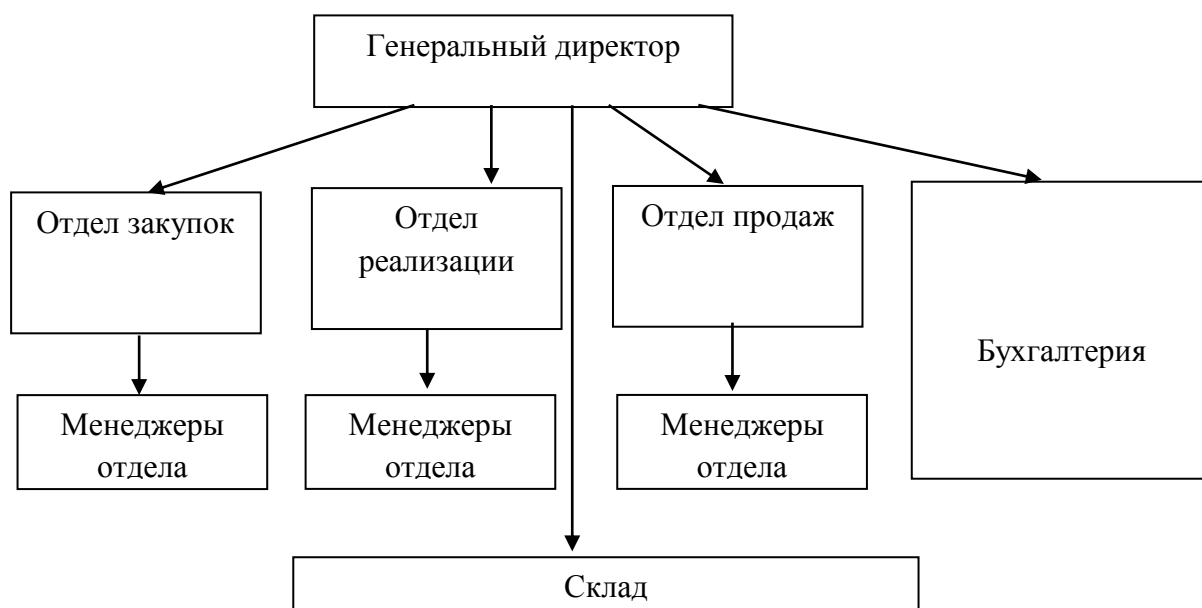 Генеральный директор
Отдел закупок
Отдел
реализации
Отдел продаж
Бухгалтерия
Менеджеры
отдела
Менеджеры
отдела
Менеджеры
отдела
Склад